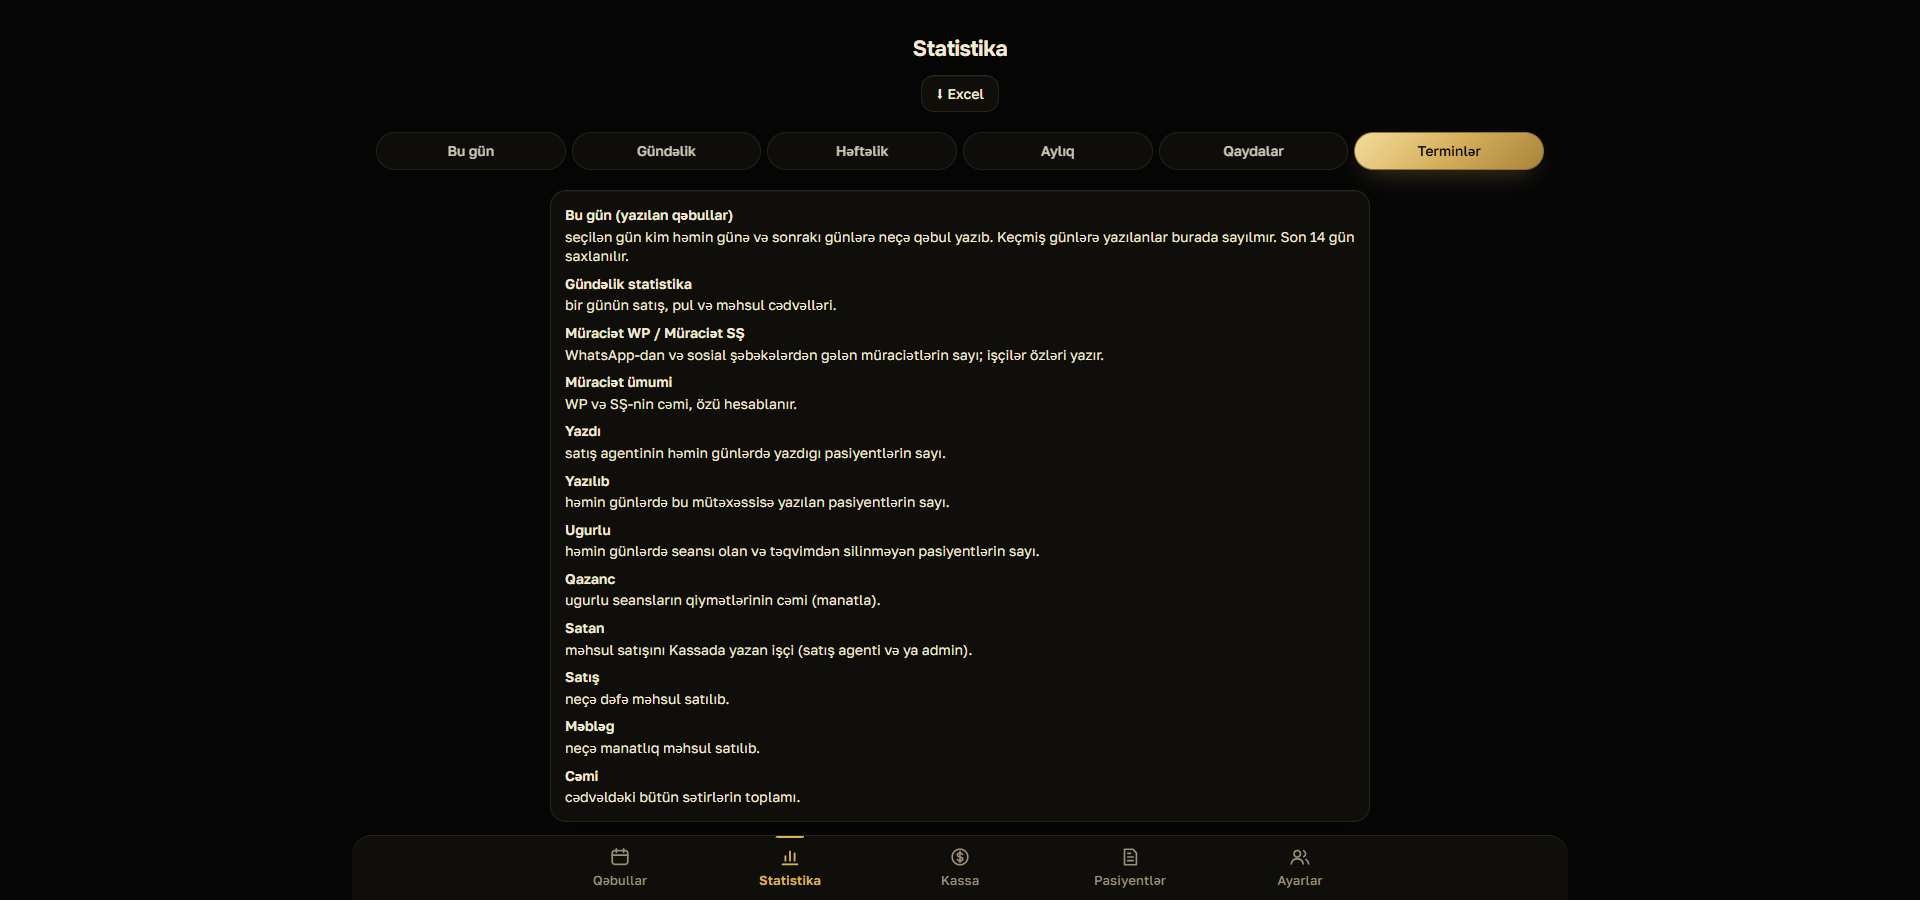 Statistika
⭳ Excel
Bu gün
Gündəlik
Həftəlik
Aylıq
Qaydalar
Terminlər
Bu gün (yazılan qəbullar)
seçilən gün kim həmin günə və sonrakı günlərə neçə qəbul yazıb. Keçmiş günlərə yazılanlar burada sayılmır. Son 14 gün
saxlanılır.
Gündəlik statistika
bir günün satış, pul və məhsul cədvəlləri.
Müraciət WP / Müraciət SŞ
WhatsApp-dan və sosial şəbəkələrdən gələn müraciətlərin sayı; işçilər özləri yazır.
Müraciət ümumi
WP və SŞ-nin cəmi, özü hesablanır.
Yazdı
satış agentinin həmin günlərdə yazdıgı pasiyentlərin sayı.
Yazılıb
həmin günlərdə bu mütəxəssisə yazılan pasiyentlərin sayı.
Ugurlu
həmin günlərdə seansı olan və təqvimdən silinməyən pasiyentlərin sayı.
Qazanc
ugurlu seansların qiymətlərinin cəmi (manatla).
Satan
məhsul satışını Kassada yazan işçi (satış agenti və ya admin).
Satış
neçə dəfə məhsul satılıb.
Məbləg
neçə manatlıq məhsul satılıb.
Cəmi
cədvəldəki bütün sətirlərin toplamı.
Qəbullar
Statistika
Kassa
Pasiyentlər
Ayarlar